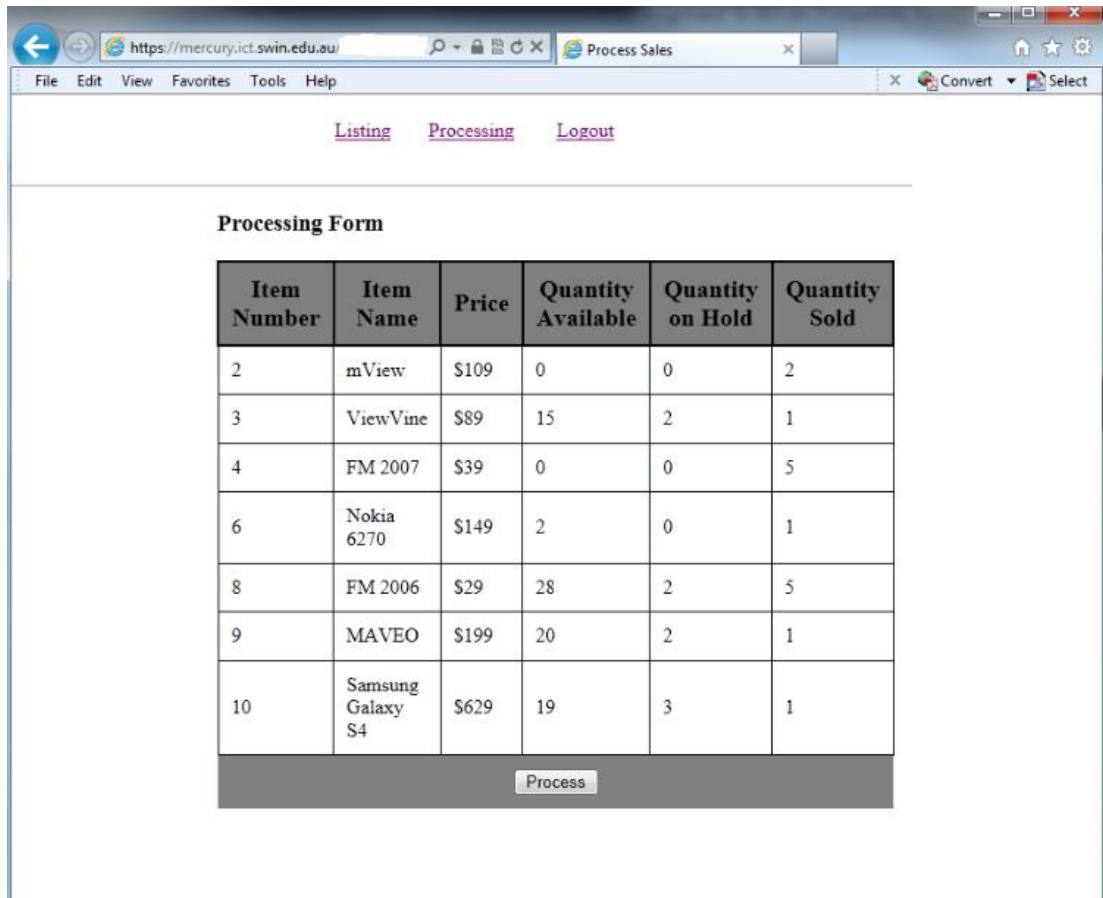 https://mercury.ict.swin.edu.au/
Process Sales
File Edit View Favorites Tools Help
Convert Select
Listing Processing Logout
Processing Form
Item Number Item Name Price Quantity Available Quantity on Hold Quantity Sold
2 mView $109 0 0 2
3 ViewVine $89 15 2 1
4 FM 2007 $39 0 0 5
6 Nokia 6270 $149 2 0 1
8 FM 2006 $29 28 2 5
9 MAVEO $199 20 2 1
10 Samsung Galaxy S4 $629 19 3 1
Process